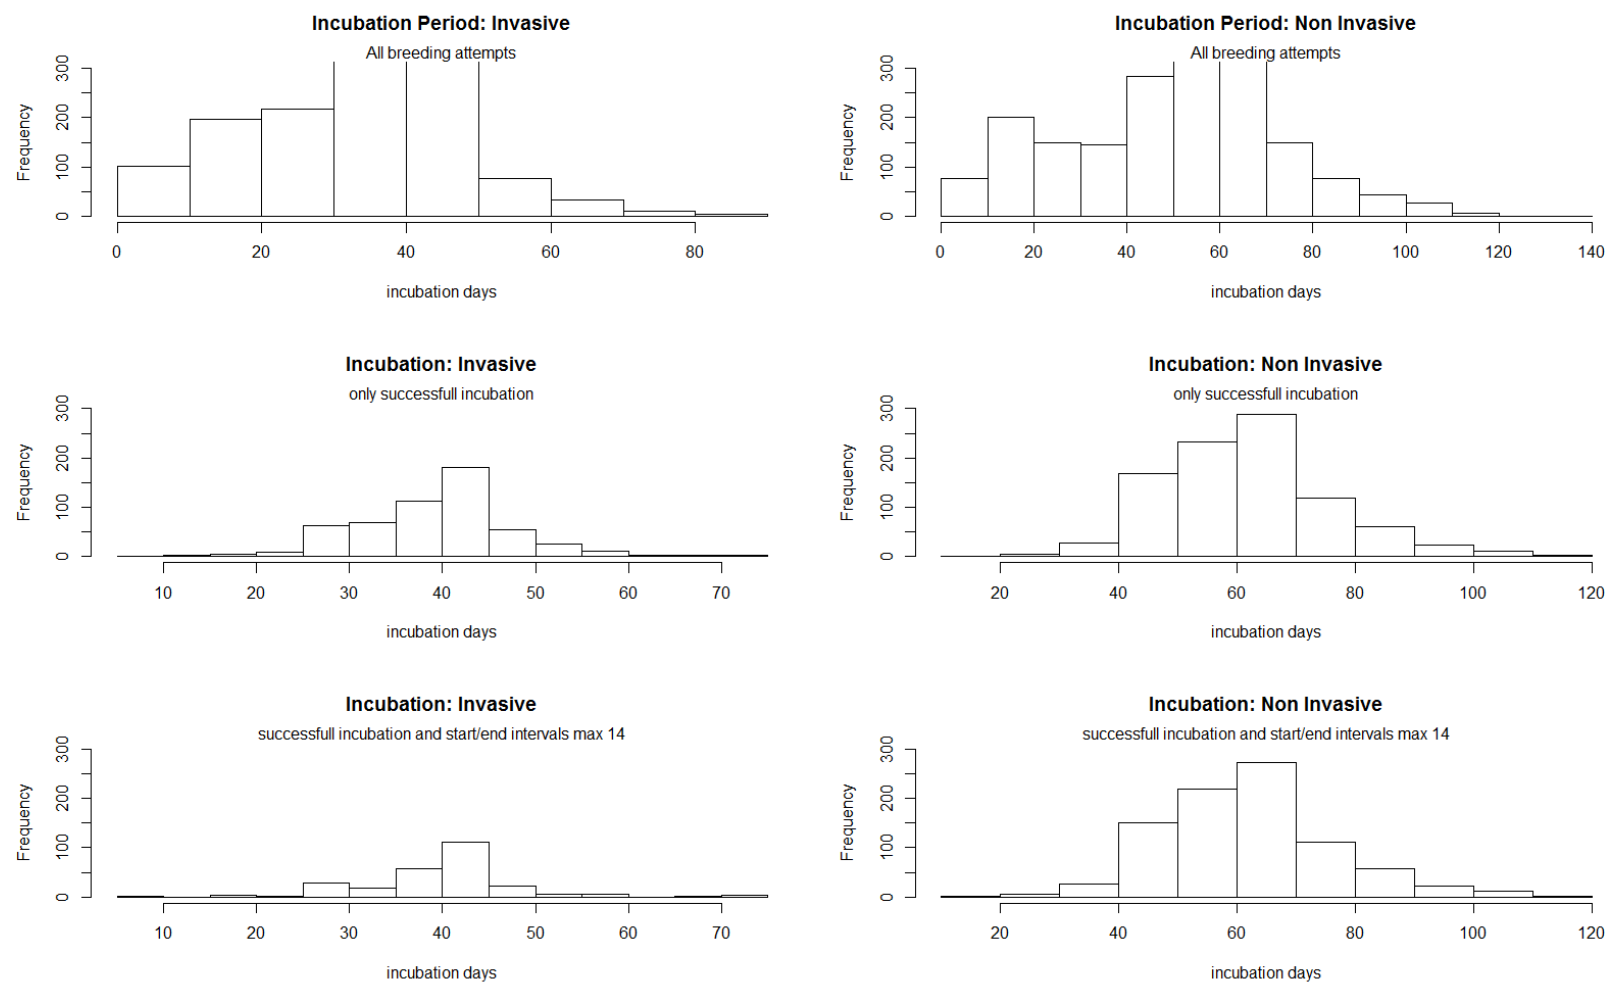 Incubation Period: Invasive
All breeding attempts
Frequency
0 100 200 300
0 20 40 60 80
incubation days
Incubation Period: Non Invasive
All breeding attempts
Frequency
0 100 200 300
0 20 40 60 80 100 120 140
incubation days
Incubation: Invasive
only successfull incubation
Frequency
0 100 200 300
10 20 30 40 50 60 70
incubation days
Incubation: Non Invasive
only successfull incubation
Frequency
0 100 200 300
20 40 60 80 100 120
incubation days
Incubation: Invasive
successfull incubation and start/end intervals max 14
Frequency
0 100 200 300
10 20 30 40 50 60 70
incubation days
Incubation: Non Invasive
successfull incubation and start/end intervals max 14
Frequency
0 100 200 300
20 40 60 80 100 120
incubation days